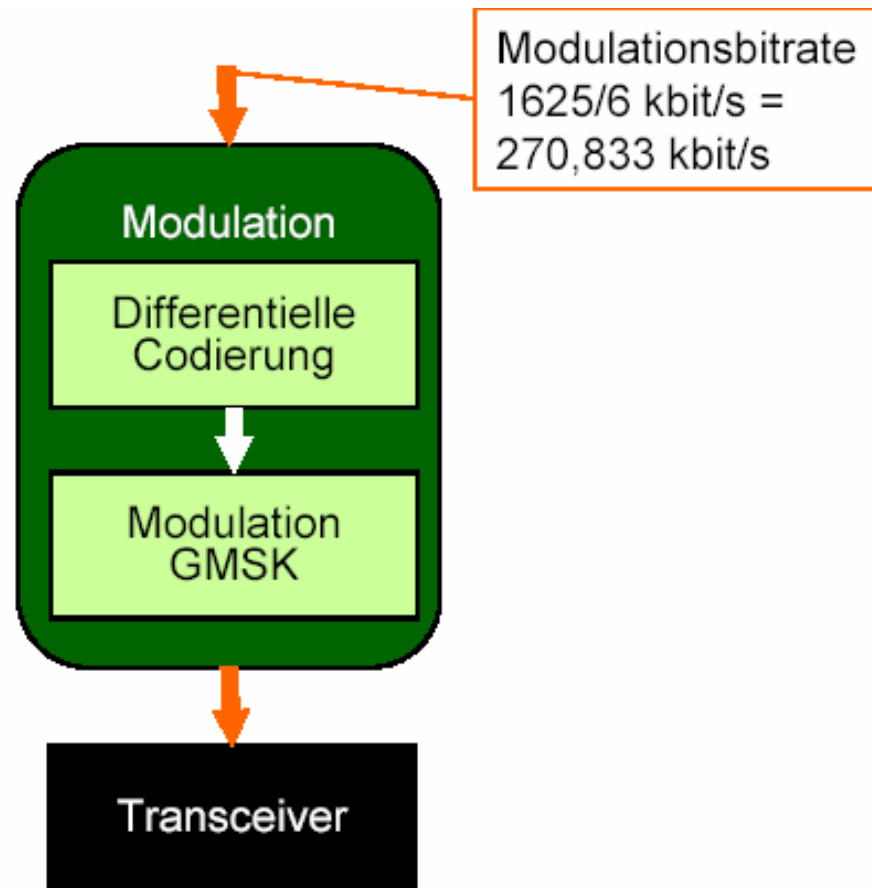 Modulationsbitrate
1625/6 kbit/s =
270,833 kbit/s
Modulation
Differentielle
Codierung
Modulation
GMSK
Transceiver